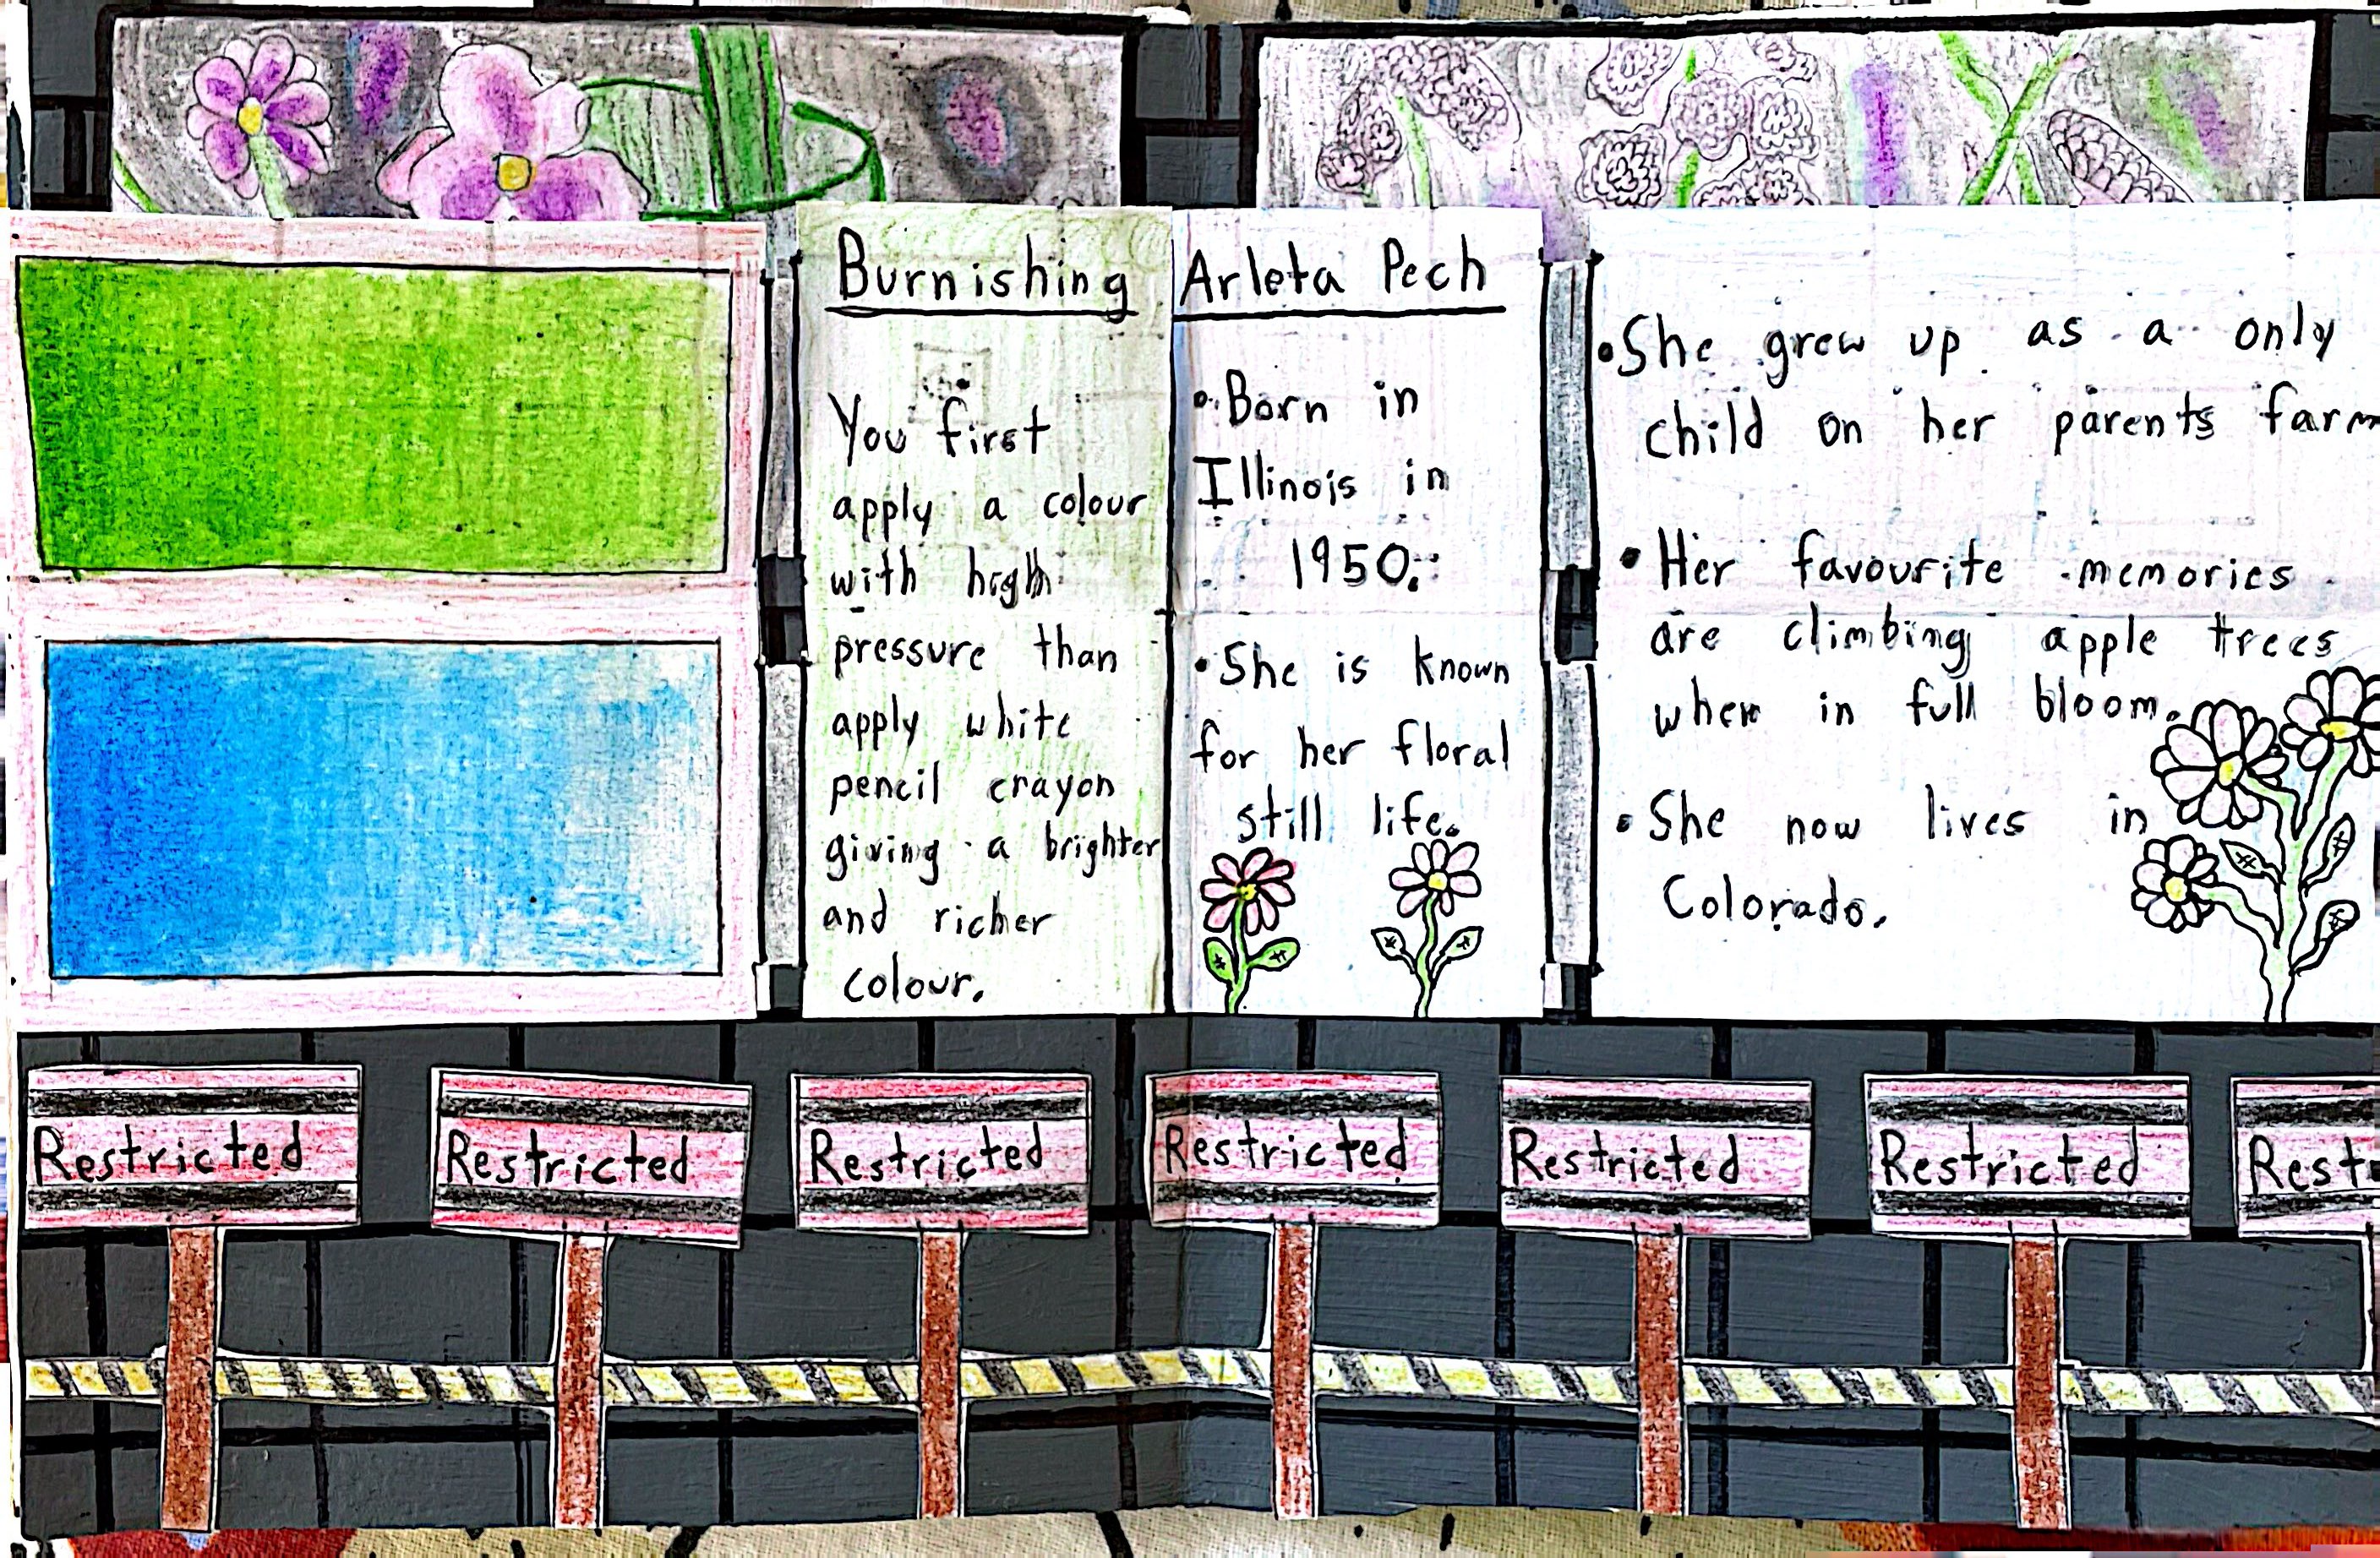 Burnishing
You first
apply a colour
with high
pressure than
apply white
pencil crayon
giving a brighter
and richer
colour.
Arleta Pech
•Born in
Illinois in
1950.
•She is known
for her floral
still life.
•She grew up as a only
child on her parents farm
•Her favourite memories
are climbing apple trees
when in full bloom.
•She now lives in
Colorado.
Restricted
Restricted
Restricted
Restricted
Restricted
Restricted
Rest